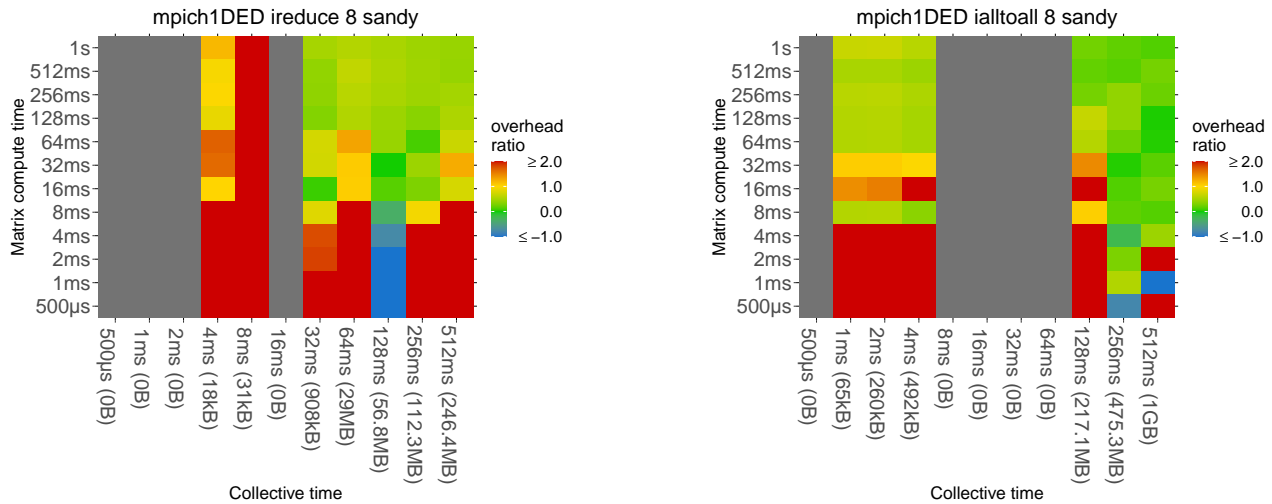 mpich1DED ireduce 8 sandy
Matrix compute time
1s
512ms
256ms
128ms
64ms
32ms
16ms
8ms
4ms
2ms
1ms
500µs
500µs (0B)
1ms (0B)
2ms (0B)
4ms (18kB)
8ms (31kB)
16ms (0B)
32ms (908kB)
64ms (29MB)
128ms (56.8MB)
256ms (112.3MB)
512ms (246.4MB)
Collective time
overhead
ratio
≥ 2.0
1.0
0.0
≤ −1.0
mpich1DED ialltoall 8 sandy
Matrix compute time
1s
512ms
256ms
128ms
64ms
32ms
16ms
8ms
4ms
2ms
1ms
500µs
500µs (0B)
1ms (65kB)
2ms (260kB)
4ms (492kB)
8ms (0B)
16ms (0B)
32ms (0B)
64ms (0B)
128ms (217.1MB)
256ms (475.3MB)
512ms (1GB)
Collective time
overhead
ratio
≥ 2.0
1.0
0.0
≤ −1.0